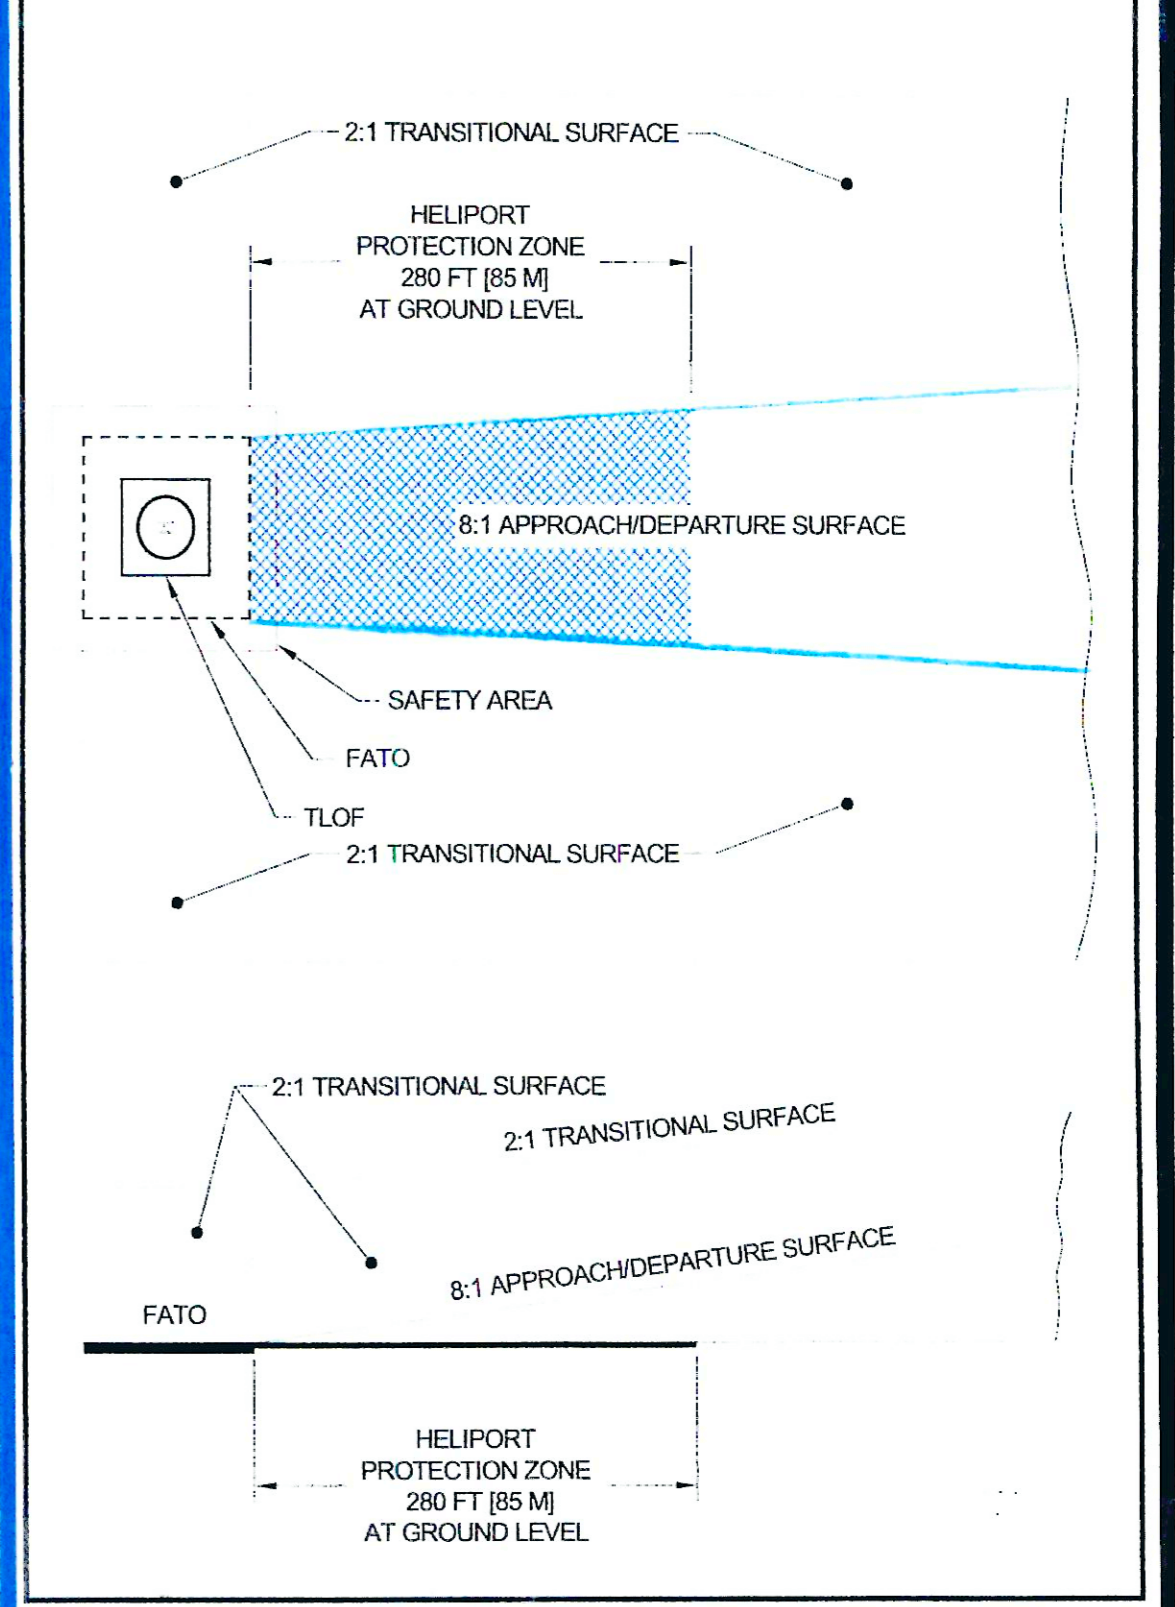 2:1 TRANSITIONAL SURFACE
HELIPORT
PROTECTION ZONE
280 FT [85 M]
AT GROUND LEVEL
8:1 APPROACH/DEPARTURE SURFACE
SAFETY AREA
FATO
TLOF
2:1 TRANSITIONAL SURFACE
2:1 TRANSITIONAL SURFACE
2:1 TRANSITIONAL SURFACE
8:1 APPROACH/DEPARTURE SURFACE
FATO
HELIPORT
PROTECTION ZONE
280 FT [85 M]
AT GROUND LEVEL